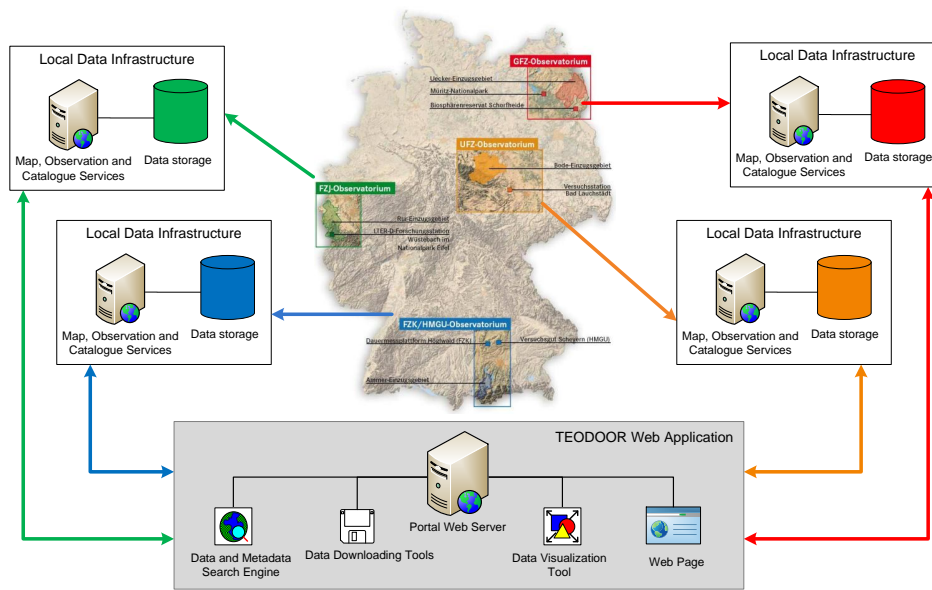 Local Data Infrastructure
Map, Observation and
Catalogue Services
Data storage
Local Data Infrastructure
Map, Observation and
Catalogue Services
Data storage
GFZ-Observatorium
Uecker-Einzugsgebiet
Müritz-Nationalpark
Biosphärenreservat Schorfheide
UFZ-Observatorium
Bode-Einzugsgebiet
Versuchsstation
Bad Lauchstädt
FZJ-Observatorium
Rur-Einzugsgebiet
LTER-D-Forschungsstation
Wüstebach im
Nationalpark Eifel
FZK/HMGU-Observatorium
Dauermessplattform Höglwald (FZK)
Versuchsgut Scheyern (HMGU)
Ammer-Einzugsgebiet
Local Data Infrastructure
Map, Observation and
Catalogue Services
Data storage
Local Data Infrastructure
Map, Observation and
Catalogue Services
Data storage
TEODOOR Web Application
Portal Web Server
Data and Metadata
Search Engine
Data Downloading Tools
Data Visualization
Tool
Web Page